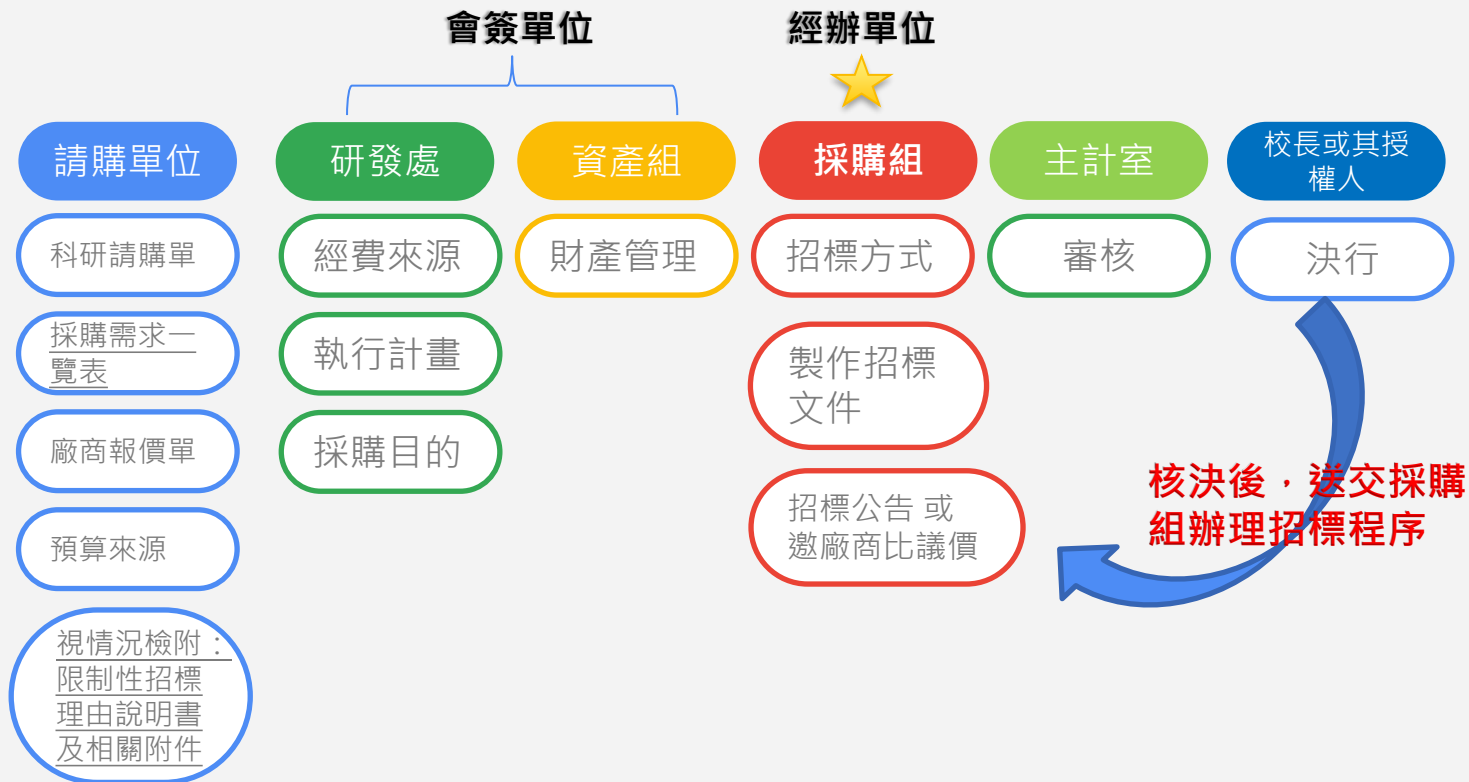 會簽單位
經辦單位
請購單位
研發處
資產組
採購組
主計室
校長或其授
權人
科研請購單
經費來源
財產管理
招標方式
審核
決行
採購需求一
覽表
執行計畫
製作招標
文件
廠商報價單
採購目的
招標公告 或
邀廠商比議價
核決後，送交採購
組辦理招標程序
預算來源
視情況檢附：
限制性招標
理由說明書
及相關附件